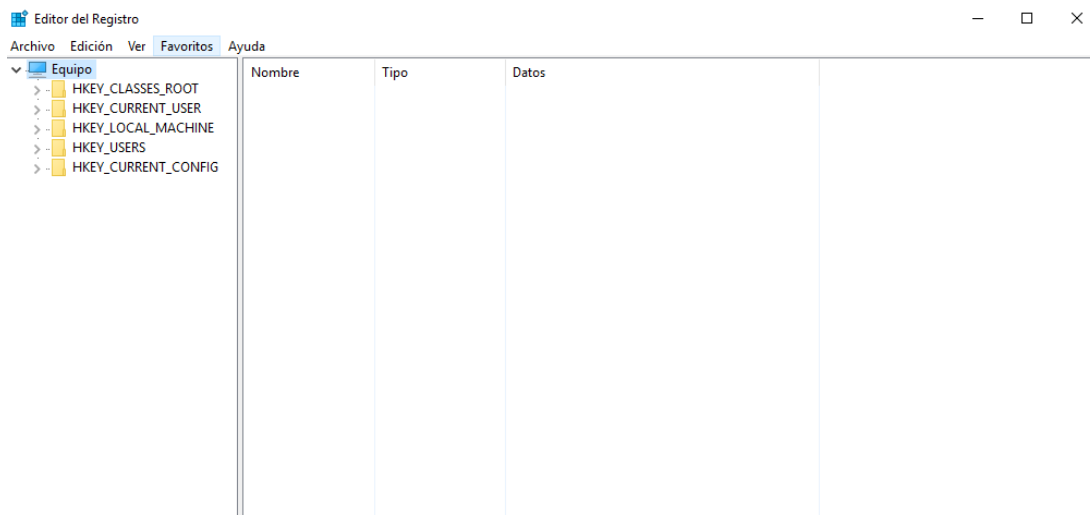 Editor del Registro
Archivo Edición Ver Favoritos Ayuda
Equipo
HKEY_CLASSES_ROOT
HKEY_CURRENT_USER
HKEY_LOCAL_MACHINE
HKEY_USERS
HKEY_CURRENT_CONFIG
Nombre Tipo Datos